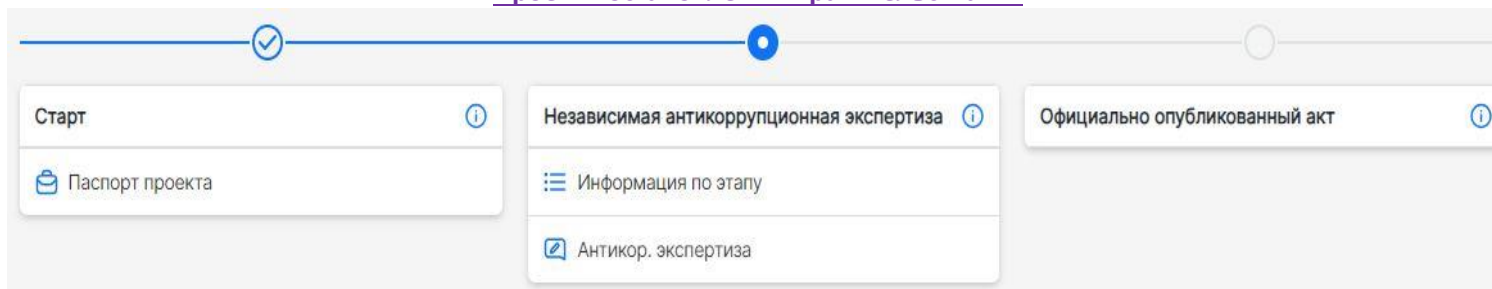 Старт
Независимая антикоррупционная экспертиза
Официально опубликованный акт
Паспорт проекта
Информация по этапу
Антикор. экспертиза